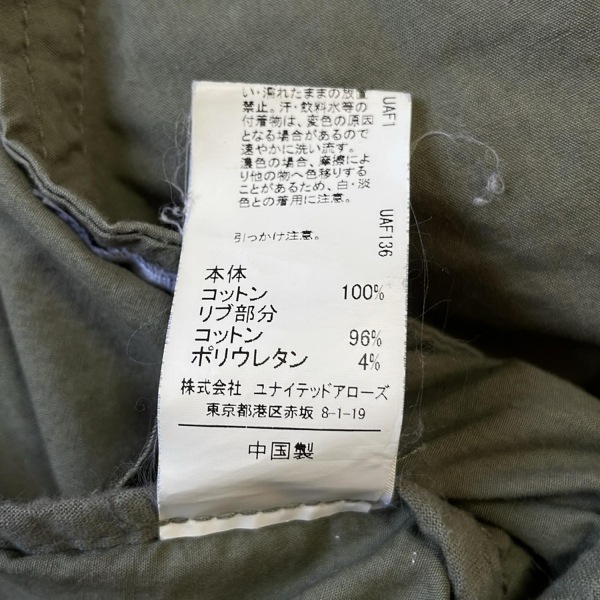 い・濡れたままの放置
禁止。汗・飲料水等の
付着物は、変色の原因
となる場合があるので
速やかに洗い流す。
濃色の場合、摩擦によ
り他の物へ色移りする
ことがあるため、白・淡
色との着用に注意。
引っかけ注意。
本体
コットン 100%
リブ部分
コットン 96%
ポリウレタン 4%
株式会社 ユナイテッドアローズ
東京都港区赤坂 8-1-19
中国製
UAF1
UAF136